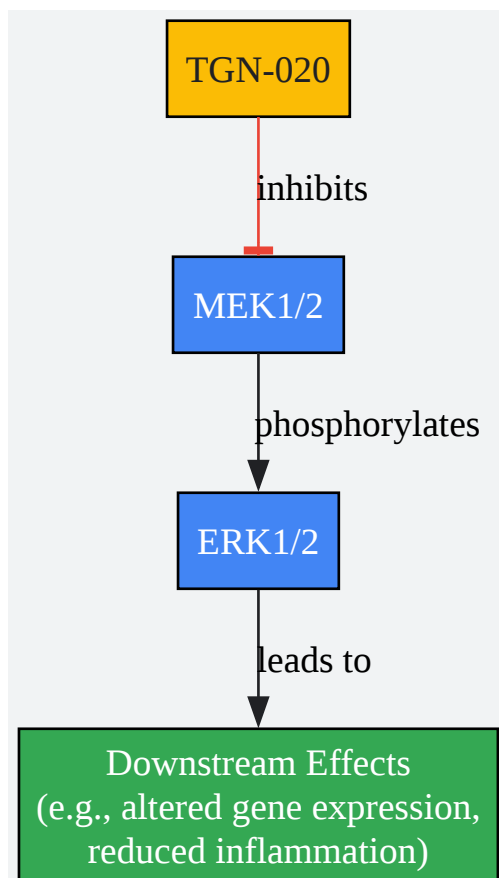 TGN-020
inhibits
MEK1/2
phosphorylates
ERK1/2
leads to
Downstream Effects
(e.g., altered gene expression,
reduced inflammation)